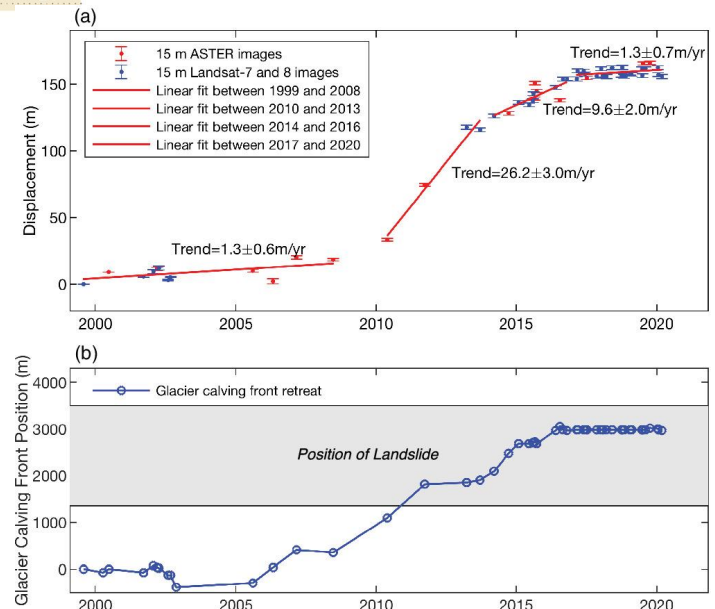 (a)
15 m ASTER images
15 m Landsat-7 and 8 images
Linear fit between 1999 and 2008
Linear fit between 2010 and 2013
Linear fit between 2014 and 2016
Linear fit between 2017 and 2020
Trend=1.3±0.7m/yr
Trend=9.6±2.0m/yr
Trend=26.2±3.0m/yr
Trend=1.3±0.6m/yr
Displacement (m)
150
100
50
0
2000 2005 2010 2015 2020
(b)
Glacier calving front retreat
Position of Landslide
Glacier Calving Front Position (m)
4000
3000
2000
1000
0
2000 2005 2010 2015 2020